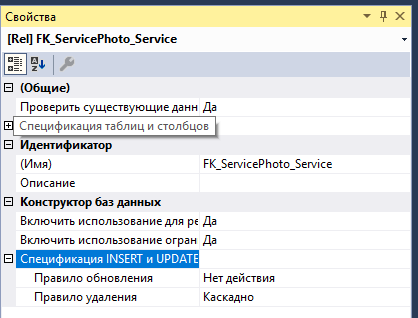 Свойства
[Rel] FK_ServicePhoto_Service
(Общие)
Проверить существующие данн Да
Спецификация таблиц и столбцов
Идентификатор
(Имя) FK_ServicePhoto_Service
Описание
Конструктор баз данных
Включить использование для ре Да
Включить использование огран Да
Спецификация INSERT и UPDATE
Правило обновления Нет действия
Правило удаления Каскадно